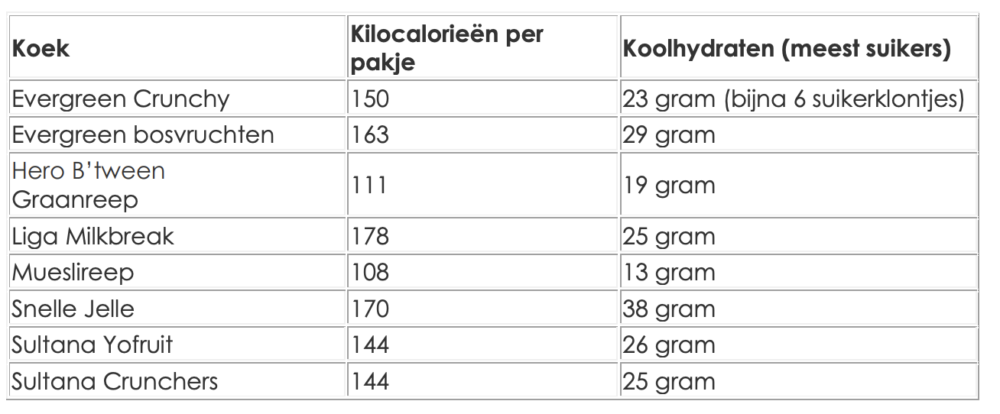 Koek Kilocalorieën per pakje Koolhydraten (meest suikers)
Evergreen Crunchy 150 23 gram (bijna 6 suikerklontjes)
Evergreen bosvruchten 163 29 gram
Hero B’tween
Graanreep 111 19 gram
Liga Milkbreak 178 25 gram
Mueslireep 108 13 gram
Snelle Jelle 170 38 gram
Sultana Yofruit 144 26 gram
Sultana Crunchers 144 25 gram